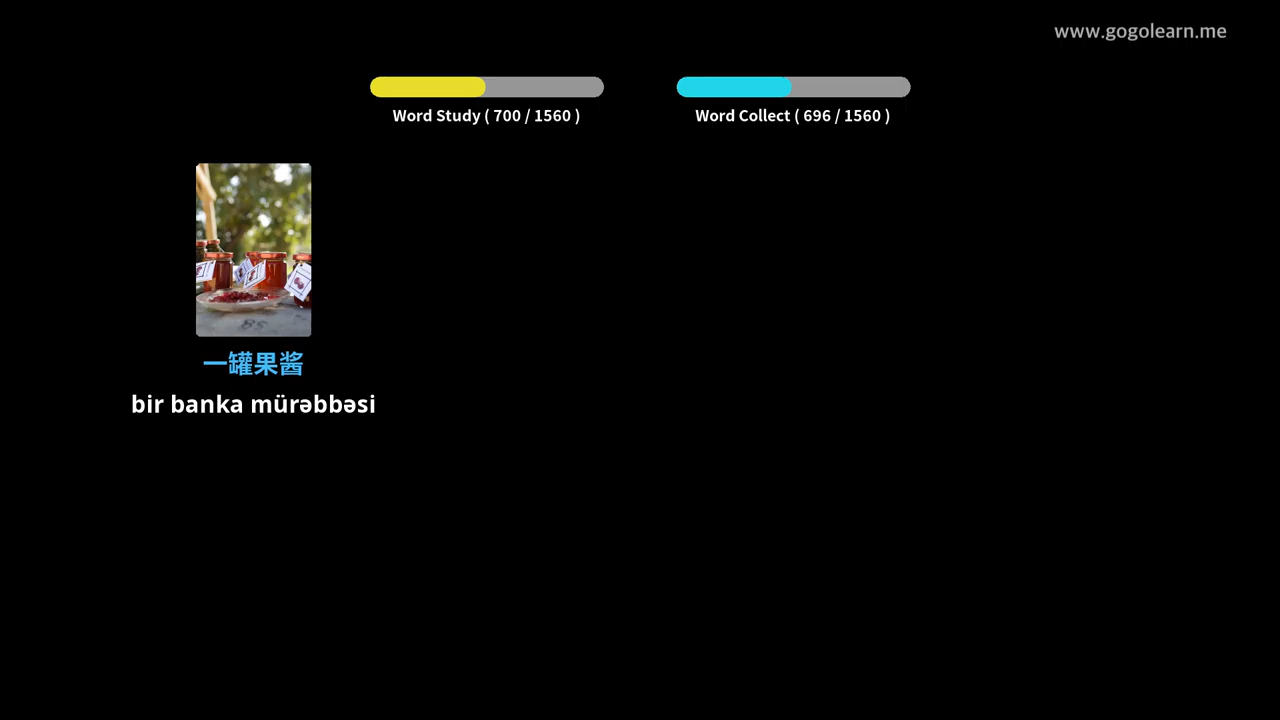 www.gogolearn.me
Word Study ( 700 / 1560 )
Word Collect ( 696 / 1560 )
一罐果酱
bir banka mürəbbəsi